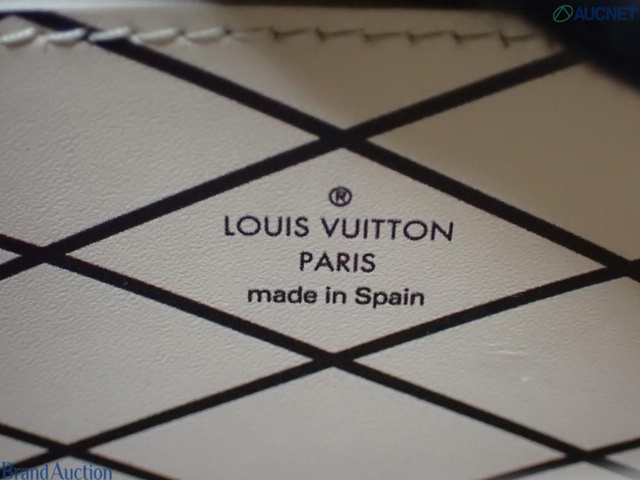 AUCNET
®
LOUIS VUITTON
PARIS
made in Spain
Brand Auction